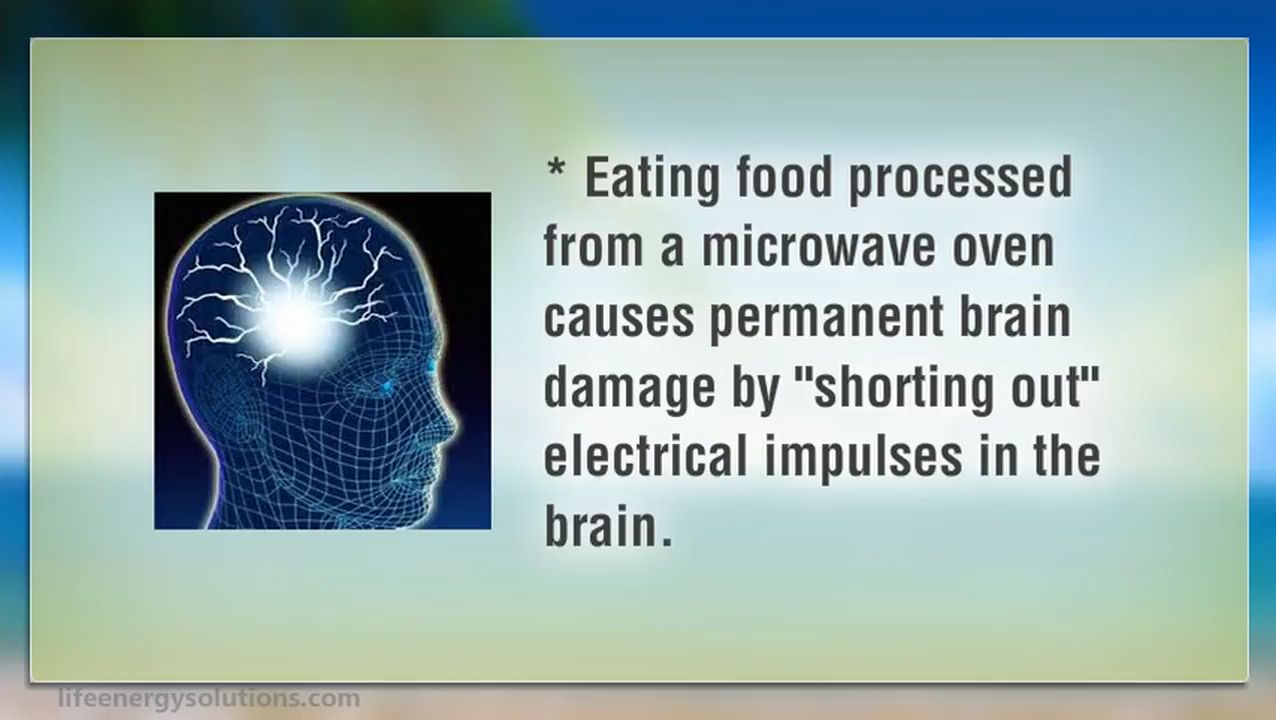 * Eating food processed
from a microwave oven
causes permanent brain
damage by "shorting out"
electrical impulses in the
brain.
lifeenergysolutions.com